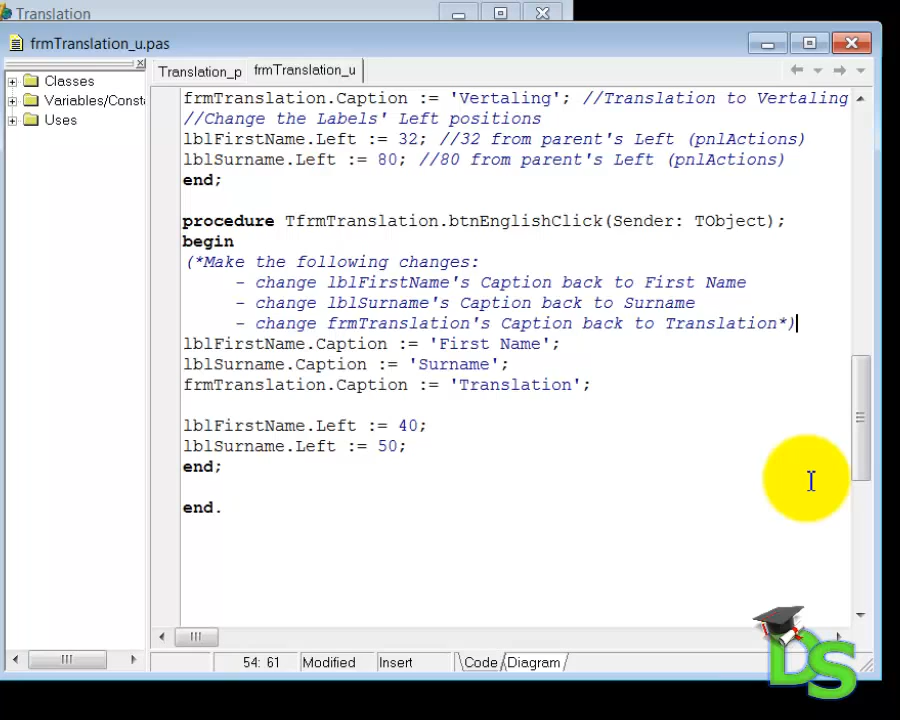 Translation
frmTranslation_u.pas
Classes
Variables/Consta
Uses
Translation_p
frmTranslation_u
frmTranslation.Caption := 'Vertaling'; //Translation to Vertaling
//Change the Labels' Left positions
lblFirstName.Left := 32; //32 from parent's Left (pnlActions)
lblSurname.Left := 80; //80 from parent's Left (pnlActions)
end;
procedure TfrmTranslation.btnEnglishClick(Sender: TObject);
begin
(*Make the following changes:
- change lblFirstName's Caption back to First Name
- change lblSurname's Caption back to Surname
- change frmTranslation's Caption back to Translation*)
lblFirstName.Caption := 'First Name';
lblSurname.Caption := 'Surname';
frmTranslation.Caption := 'Translation';
lblFirstName.Left := 40;
lblSurname.Left := 50;
end;
end.
54: 61 Modified Insert Code Diagram
DS